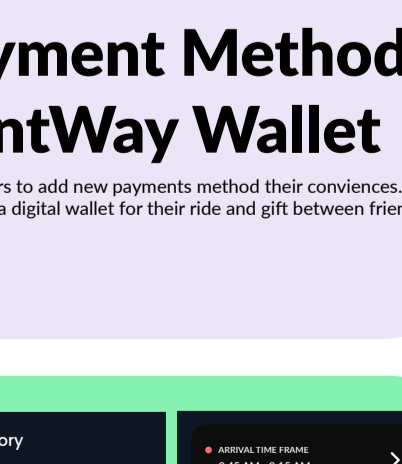 yment Method
ntWay Wallet
rs to add new payments method their conviences.
a digital wallet for their ride and gift between frier
ory
ARRIVAL TIME FRAME